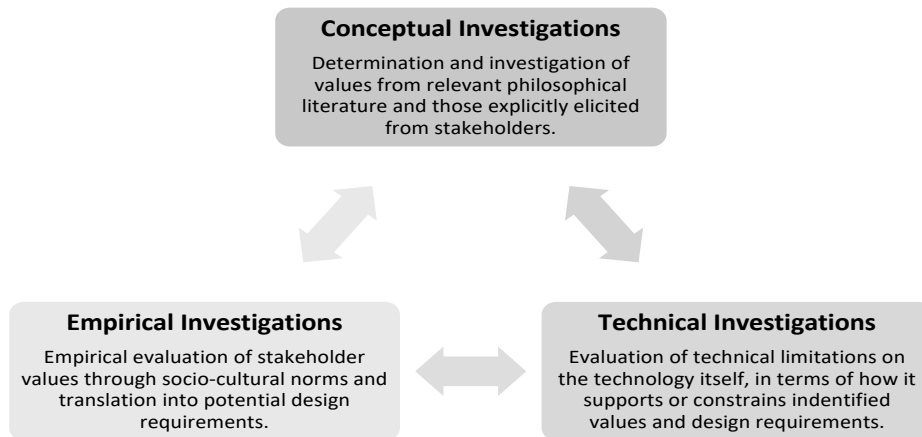 Conceptual Investigations
Determination and investigation of
values from relevant philosophical
literature and those explicitly elicited
from stakeholders.
Empirical Investigations
Empirical evaluation of stakeholder
values through socio-cultural norms and
translation into potential design
requirements.
Technical Investigations
Evaluation of technical limitations on
the technology itself, in terms of how it
supports or constrains indentified
values and design requirements.